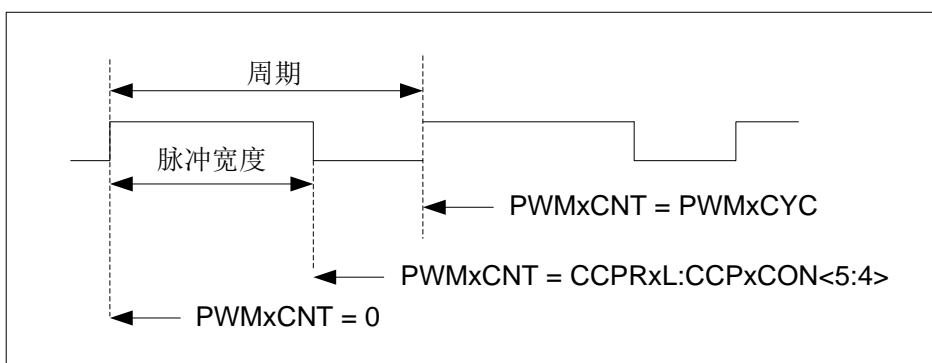 周期
脉冲宽度
PWMxCNT = PWMxCYC
PWMxCNT = CCPRxL:CCPxCON<5:4>
PWMxCNT = 0